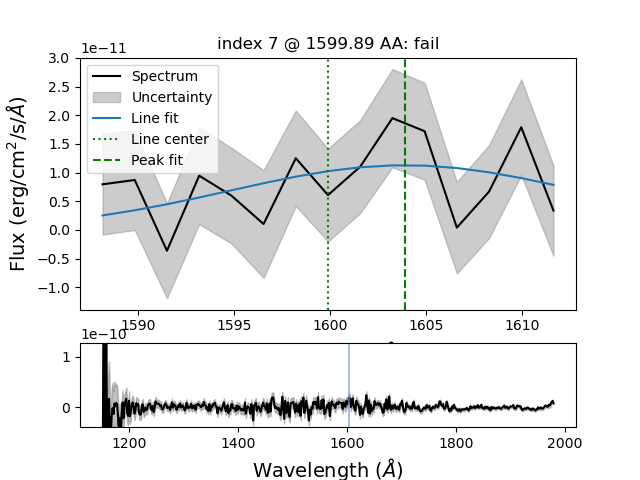 index 7 @ 1599.89 AA: fail
1e−11
3.0
2.5
2.0
1.5
1.0
0.5
0.0
−0.5
−1.0
Flux (erg/cm²/s/Å)
Spectrum
Uncertainty
Line fit
Line center
Peak fit
1590 1595 1600 1605 1610
1e−10
1
0
1200 1400 1600 1800 2000
Wavelength (Å)